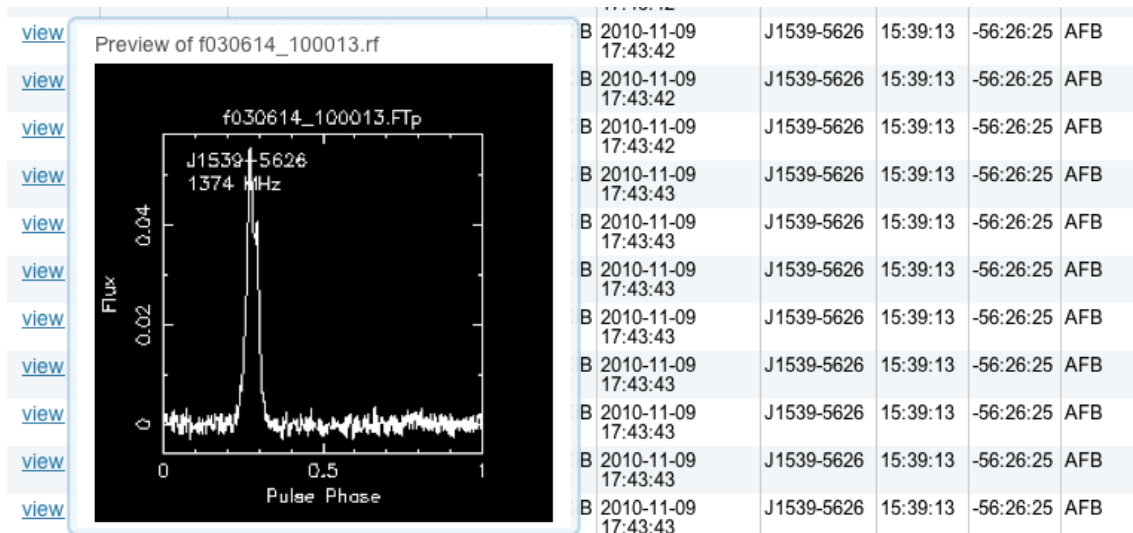 view B 2010-11-09 J1539-5626 15:39:13 -56:26:25 AFB
17:43:42
Preview of f030614_100013.rf
view B 2010-11-09 J1539-5626 15:39:13 -56:26:25 AFB
17:43:42
view B 2010-11-09 J1539-5626 15:39:13 -56:26:25 AFB
17:43:42
view B 2010-11-09 J1539-5626 15:39:13 -56:26:25 AFB
17:43:43
view B 2010-11-09 J1539-5626 15:39:13 -56:26:25 AFB
17:43:43
view B 2010-11-09 J1539-5626 15:39:13 -56:26:25 AFB
17:43:43
view B 2010-11-09 J1539-5626 15:39:13 -56:26:25 AFB
17:43:43
view B 2010-11-09 J1539-5626 15:39:13 -56:26:25 AFB
17:43:43
view B 2010-11-09 J1539-5626 15:39:13 -56:26:25 AFB
17:43:43
view B 2010-11-09 J1539-5626 15:39:13 -56:26:25 AFB
17:43:43
view B 2010-11-09 J1539-5626 15:39:13 -56:26:25 AFB
17:43:43
f030614_100013.FTp
J1539-5626
1374 MHz
0.04
0.02
0
Flux
0 0.5 1
Pulse Phase